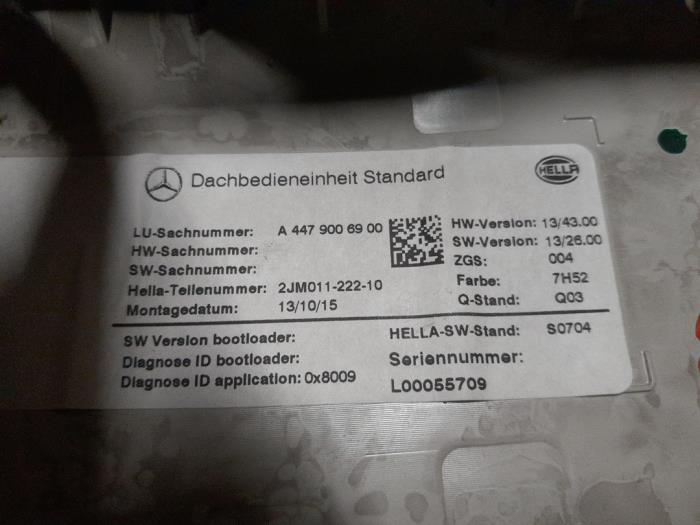 Dachbedieneinheit Standard
HELLA
LU-Sachnummer: A 447 900 69 00
HW-Sachnummer:
SW-Sachnummer:
Hella-Teilenummer: 2JM011-222-10
Montagedatum: 13/10/15
HW-Version: 13/43.00
SW-Version: 13/26.00
ZGS: 004
Farbe: 7H52
Q-Stand: Q03
SW Version bootloader:
Diagnose ID bootloader:
Diagnose ID application: 0x8009
HELLA-SW-Stand: S0704
Seriennummer:
L00055709